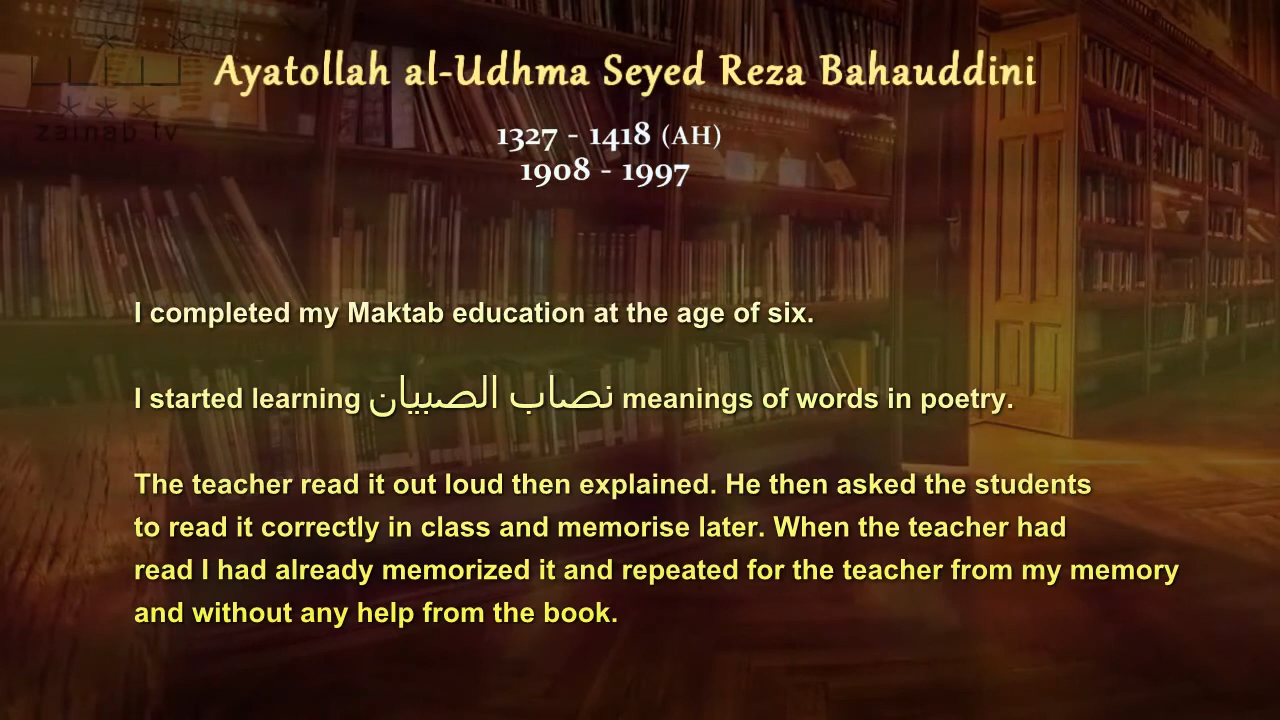 Ayatollah al-Udhma Seyed Reza Bahauddini
1327 - 1418 (AH)
1908 - 1997
zainab.tv
I completed my Maktab education at the age of six.
I started learning نصاب الصبيان meanings of words in poetry.
The teacher read it out loud then explained. He then asked the students
to read it correctly in class and memorise later. When the teacher had
read I had already memorized it and repeated for the teacher from my memory
and without any help from the book.